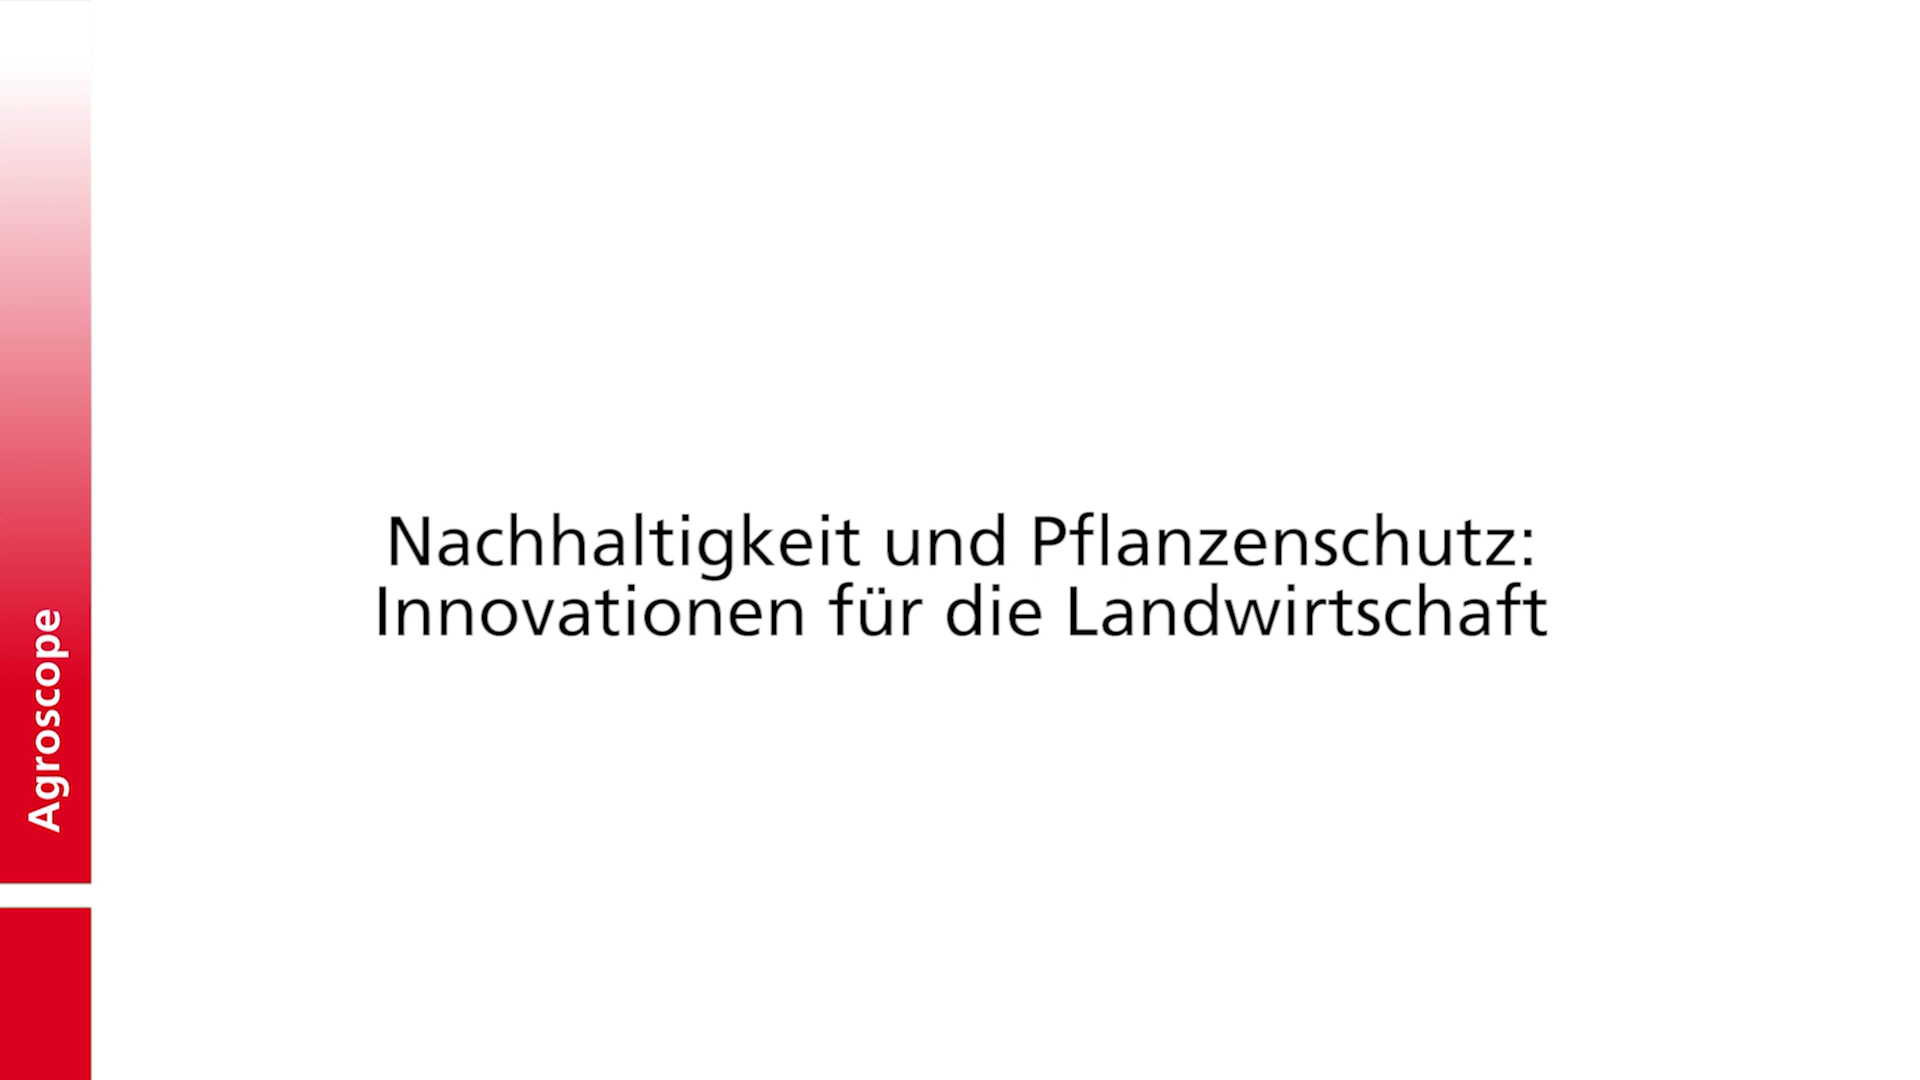 Nachhaltigkeit und Pflanzenschutz:
Innovationen für die Landwirtschaft
Agroscope